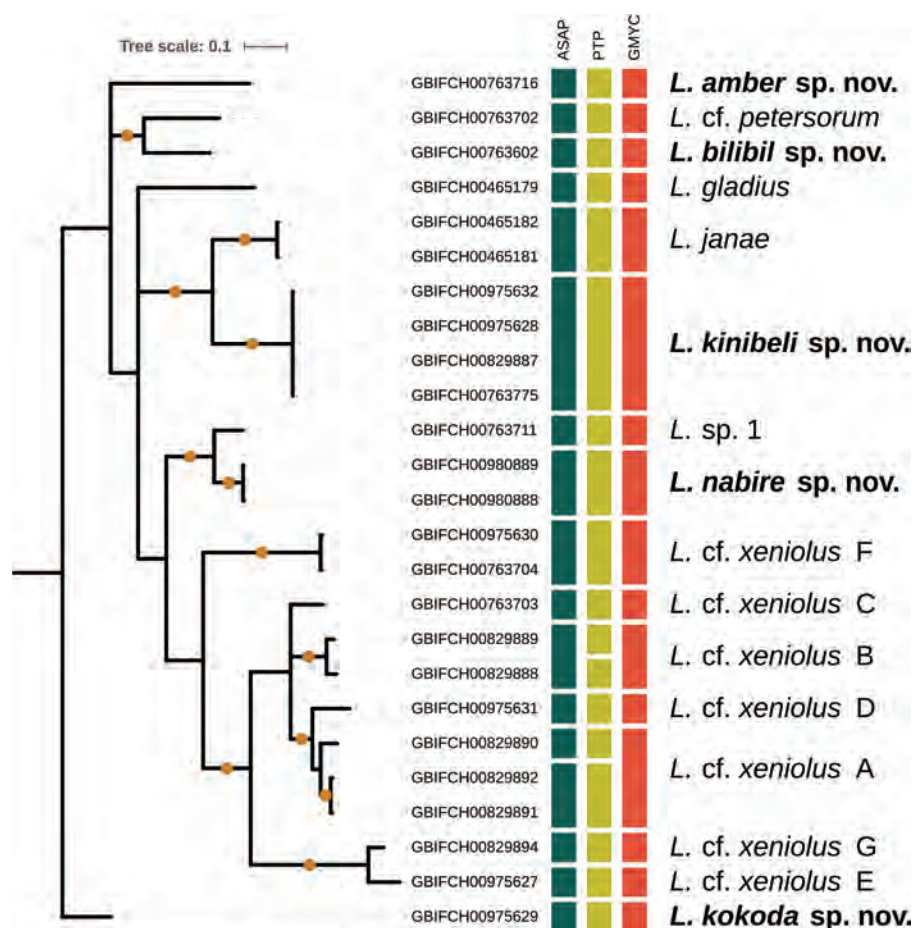 Tree scale: 0.1
ASAP
PTP
GMYC
GBIFCH00763716 L. amber sp. nov.
GBIFCH00763702 L. cf. petersorum
GBIFCH00763602 L. bilibil sp. nov.
GBIFCH00465179 L. gladius
GBIFCH00465182
L. janae
GBIFCH00465181
GBIFCH00975632
GBIFCH00975628
L. kinibeli sp. nov.
GBIFCH00829887
GBIFCH00763775
GBIFCH00763711 L. sp. 1
GBIFCH00980889
L. nabire sp. nov.
GBIFCH00980888
GBIFCH00975630
L. cf. xeniolus F
GBIFCH00763704
GBIFCH00763703 L. cf. xeniolus C
GBIFCH00829889
L. cf. xeniolus B
GBIFCH00829888
GBIFCH00975631 L. cf. xeniolus D
GBIFCH00829890
L. cf. xeniolus A
GBIFCH00829892
GBIFCH00829891
GBIFCH00829894 L. cf. xeniolus G
GBIFCH00975627 L. cf. xeniolus E
GBIFCH00975629 L. kokoda sp. nov.